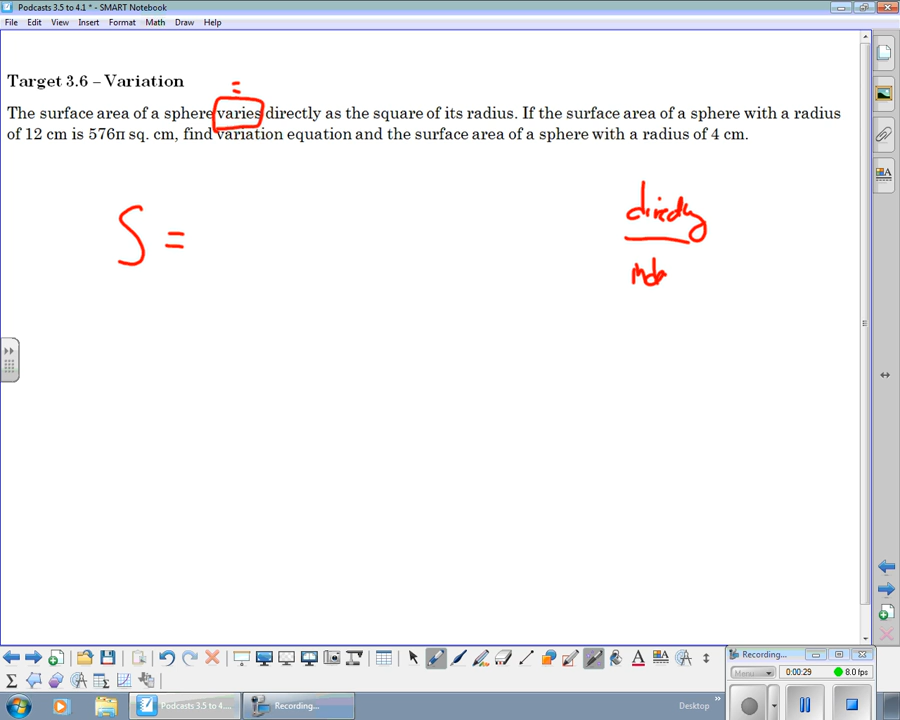 Podcasts 3.5 to 4.1 * - SMART Notebook
File Edit View Insert Format Math Draw Help
Target 3.6 – Variation
=
The surface area of a sphere varies directly as the square of its radius. If the surface area of a sphere with a radius
of 12 cm is 576π sq. cm, find variation equation and the surface area of a sphere with a radius of 4 cm.
directly
S =
Recording...
Menu 0:00:29 8.0 fps
Podcasts 3.5 to 4....
Recording...
Desktop